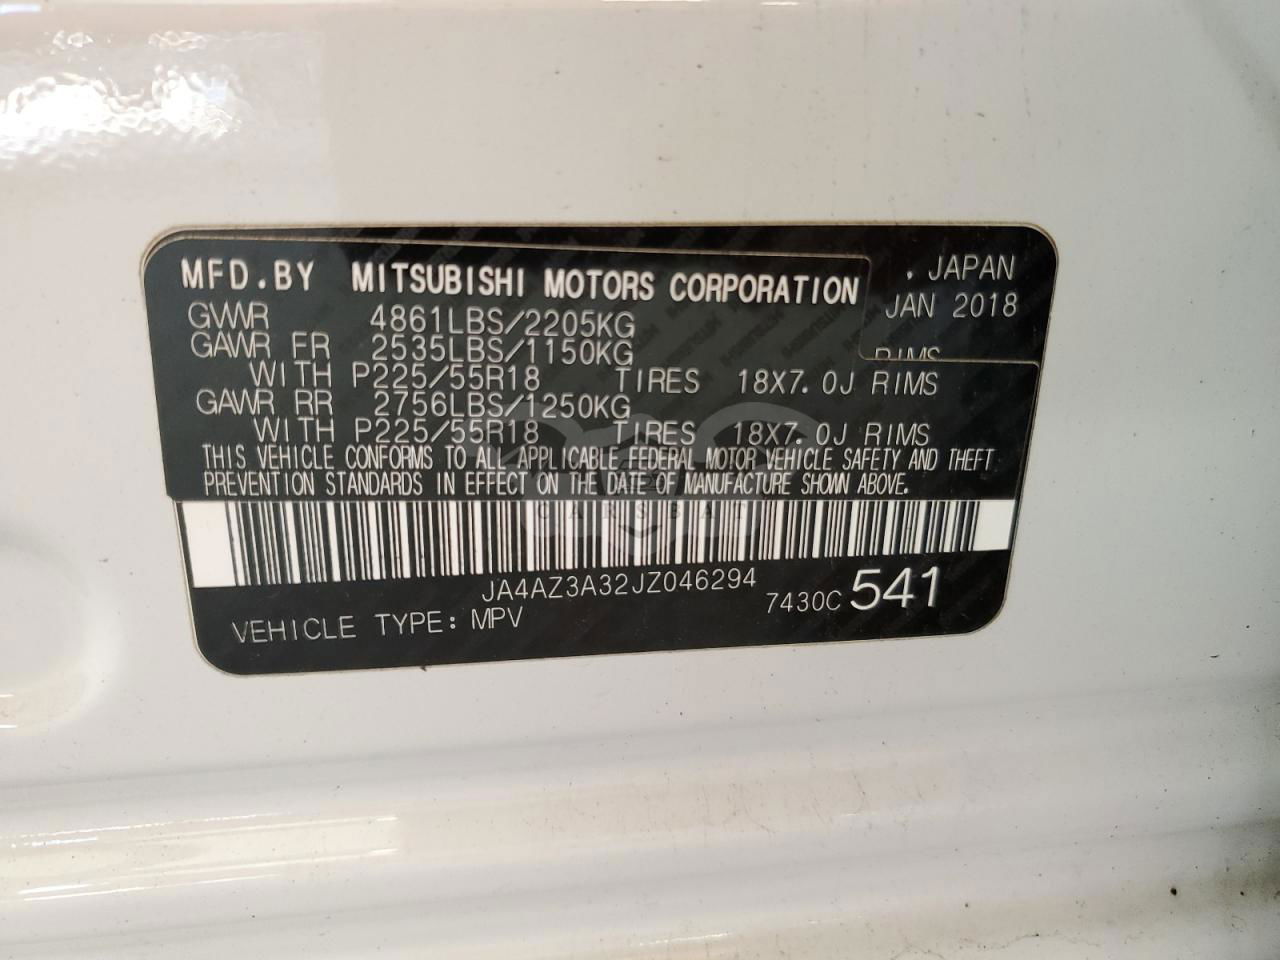 MFD.BY MITSUBISHI MOTORS CORPORATION . JAPAN
GVWR 4861LBS/2205KG JAN 2018
GAWR FR 2535LBS/1150KG RIMS
WITH P225/55R18 TIRES 18X7.0J RIMS
GAWR RR 2756LBS/1250KG
WITH P225/55R18 TIRES 18X7.0J RIMS
THIS VEHICLE CONFORMS TO ALL APPLICABLE FEDERAL MOTOR VEHICLE SAFETY AND THEFT
PREVENTION STANDARDS IN EFFECT ON THE DATE OF MANUFACTURE SHOWN ABOVE.
CARSBAT
JA4AZ3A32JZ046294
7430C 541
VEHICLE TYPE: MPV